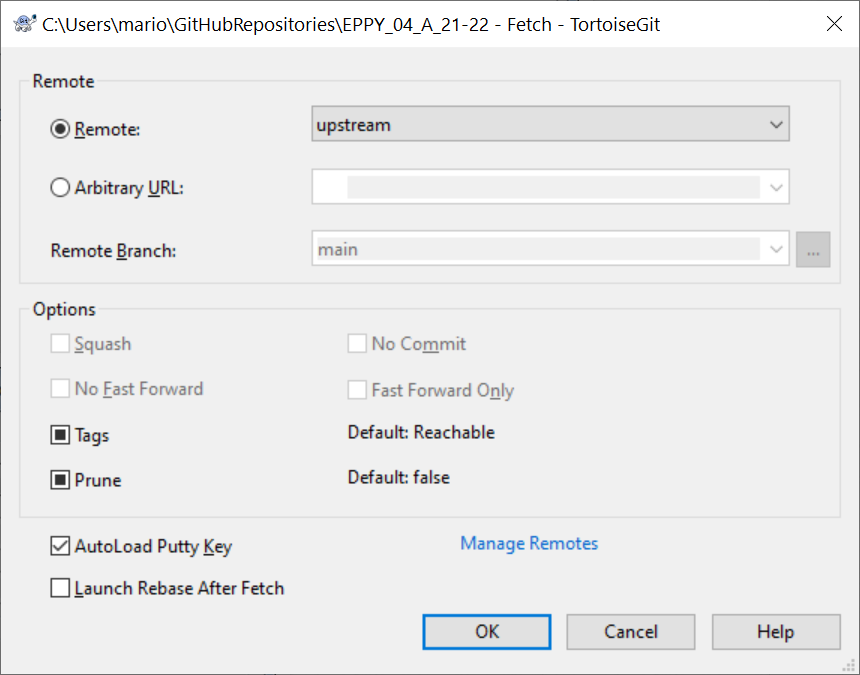 C:\Users\mario\GitHubRepositories\EPPY_04_A_21-22 - Fetch - TortoiseGit
Remote
Remote: upstream
Arbitrary URL:
Remote Branch: main ...
Options
Squash No Commit
No Fast Forward Fast Forward Only
Tags Default: Reachable
Prune Default: false
AutoLoad Putty Key Manage Remotes
Launch Rebase After Fetch
OK Cancel Help